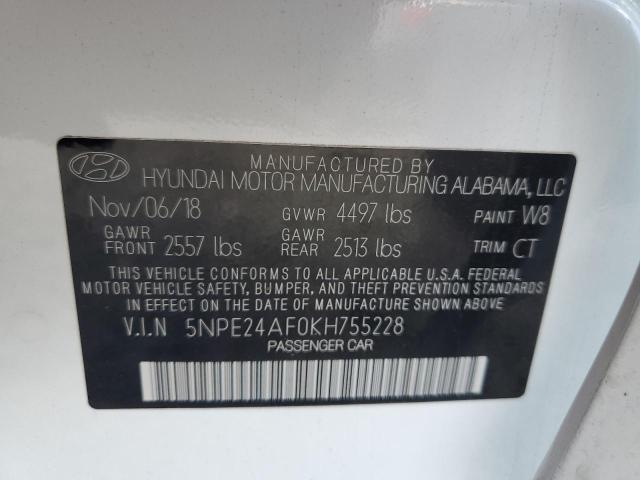 MANUFACTURED BY
HYUNDAI MOTOR MANUFACTURING ALABAMA, LLC
Nov/06/18 GVWR 4497 lbs PAINT W8
GAWR FRONT 2557 lbs GAWR REAR 2513 lbs TRIM CT
THIS VEHICLE CONFORMS TO ALL APPLICABLE U.S.A. FEDERAL
MOTOR VEHICLE SAFETY, BUMPER, AND THEFT PREVENTION STANDARDS
IN EFFECT ON THE DATE OF MANUFACTURE SHOWN ABOVE.
V.I.N 5NPE24AF0KH755228
PASSENGER CAR